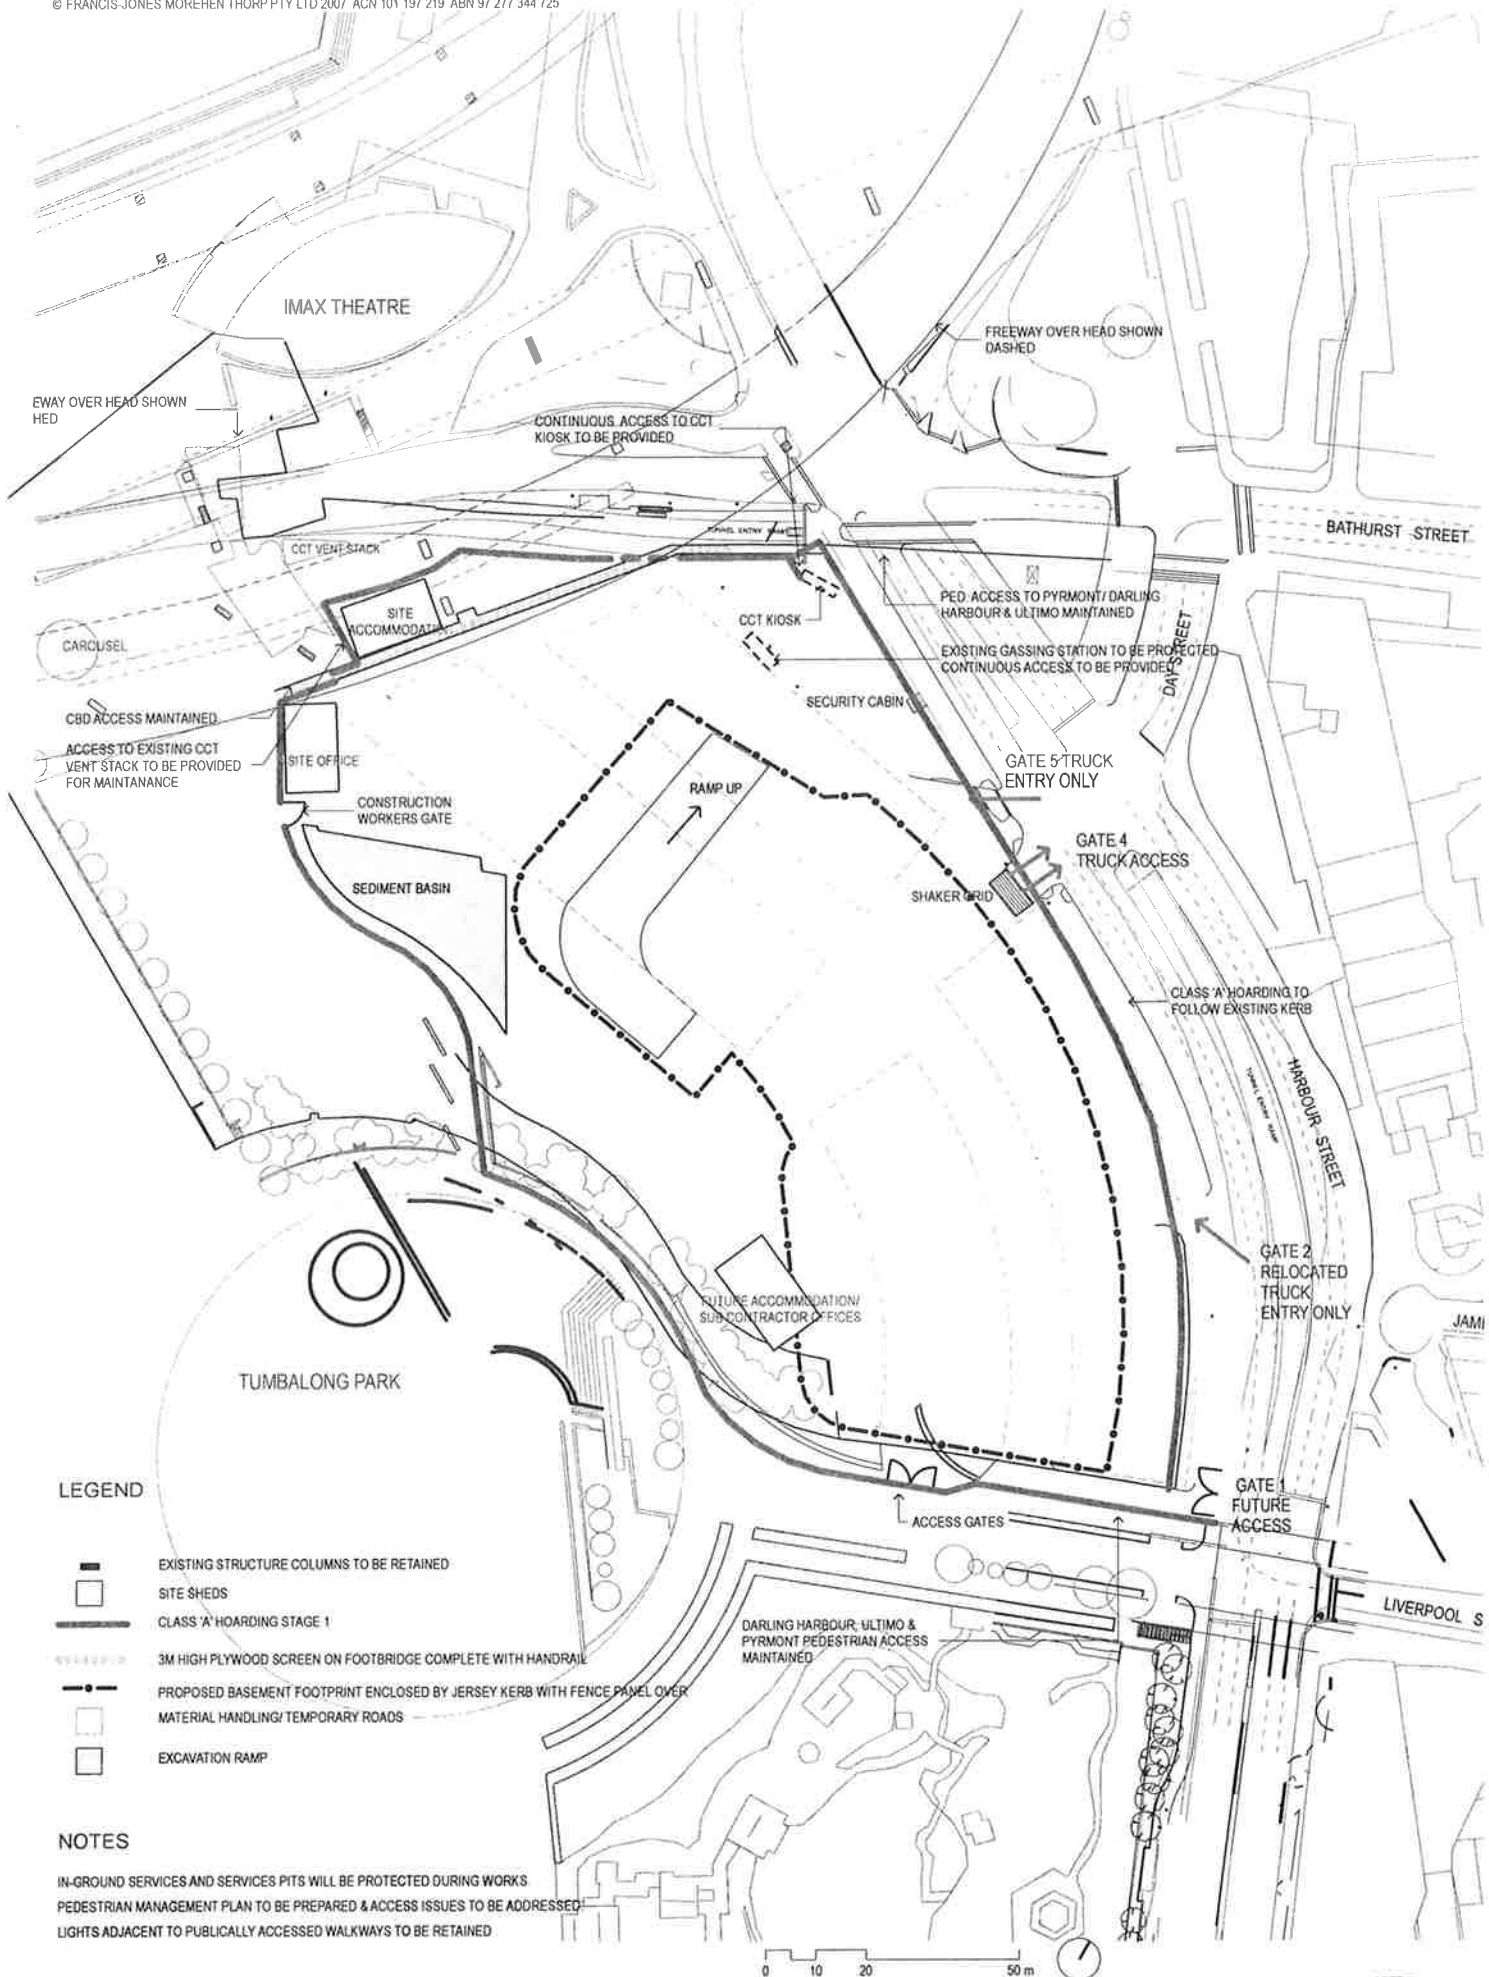 © FRANCIS-JONES MOREHEN THORP PTY LTD 2007 ACN 101 197 219 ABN 97 277 344 725
IMAX THEATRE
FREEWAY OVER HEAD SHOWN
DASHED
EWAY OVER HEAD SHOWN
HED
CONTINUOUS ACCESS TO CCT
KIOSK TO BE PROVIDED
TUNNEL ENTRY RAMP
BATHURST STREET
CCT VENT STACK
SITE
ACCOMMODATION
CAROUSEL
CCT KIOSK
PED. ACCESS TO PYRMONT/ DARLING
HARBOUR & ULTIMO MAINTAINED
EXISTING GASSING STATION TO BE PROTECTED
CONTINUOUS ACCESS TO BE PROVIDED
DAY STREET
SECURITY CABIN
CBD ACCESS MAINTAINED
ACCESS TO EXISTING CCT
VENT STACK TO BE PROVIDED
FOR MAINTANANCE
SITE OFFICE
GATE 5 TRUCK
ENTRY ONLY
RAMP UP
CONSTRUCTION
WORKERS GATE
GATE 4
TRUCK ACCESS
SEDIMENT BASIN
SHAKER GRID
CLASS 'A' HOARDING TO
FOLLOW EXISTING KERB
TUNNEL ENTRY RAMP
HARBOUR STREET
GATE 2
RELOCATED
TRUCK
ENTRY ONLY
FUTURE ACCOMMODATION/
SUB CONTRACTOR OFFICES
JAMI
TUMBALONG PARK
GATE 1
FUTURE
ACCESS
ACCESS GATES
LIVERPOOL S
DARLING HARBOUR, ULTIMO &
PYRMONT PEDESTRIAN ACCESS
MAINTAINED
LEGEND
EXISTING STRUCTURE COLUMNS TO BE RETAINED
SITE SHEDS
CLASS 'A' HOARDING STAGE 1
3M HIGH PLYWOOD SCREEN ON FOOTBRIDGE COMPLETE WITH HANDRAIL
PROPOSED BASEMENT FOOTPRINT ENCLOSED BY JERSEY KERB WITH FENCE PANEL OVER
MATERIAL HANDLING/ TEMPORARY ROADS
EXCAVATION RAMP
NOTES
IN-GROUND SERVICES AND SERVICES PITS WILL BE PROTECTED DURING WORKS
PEDESTRIAN MANAGEMENT PLAN TO BE PREPARED & ACCESS ISSUES TO BE ADDRESSED
LIGHTS ADJACENT TO PUBLICALLY ACCESSED WALKWAYS TO BE RETAINED
0 10 20 50 m